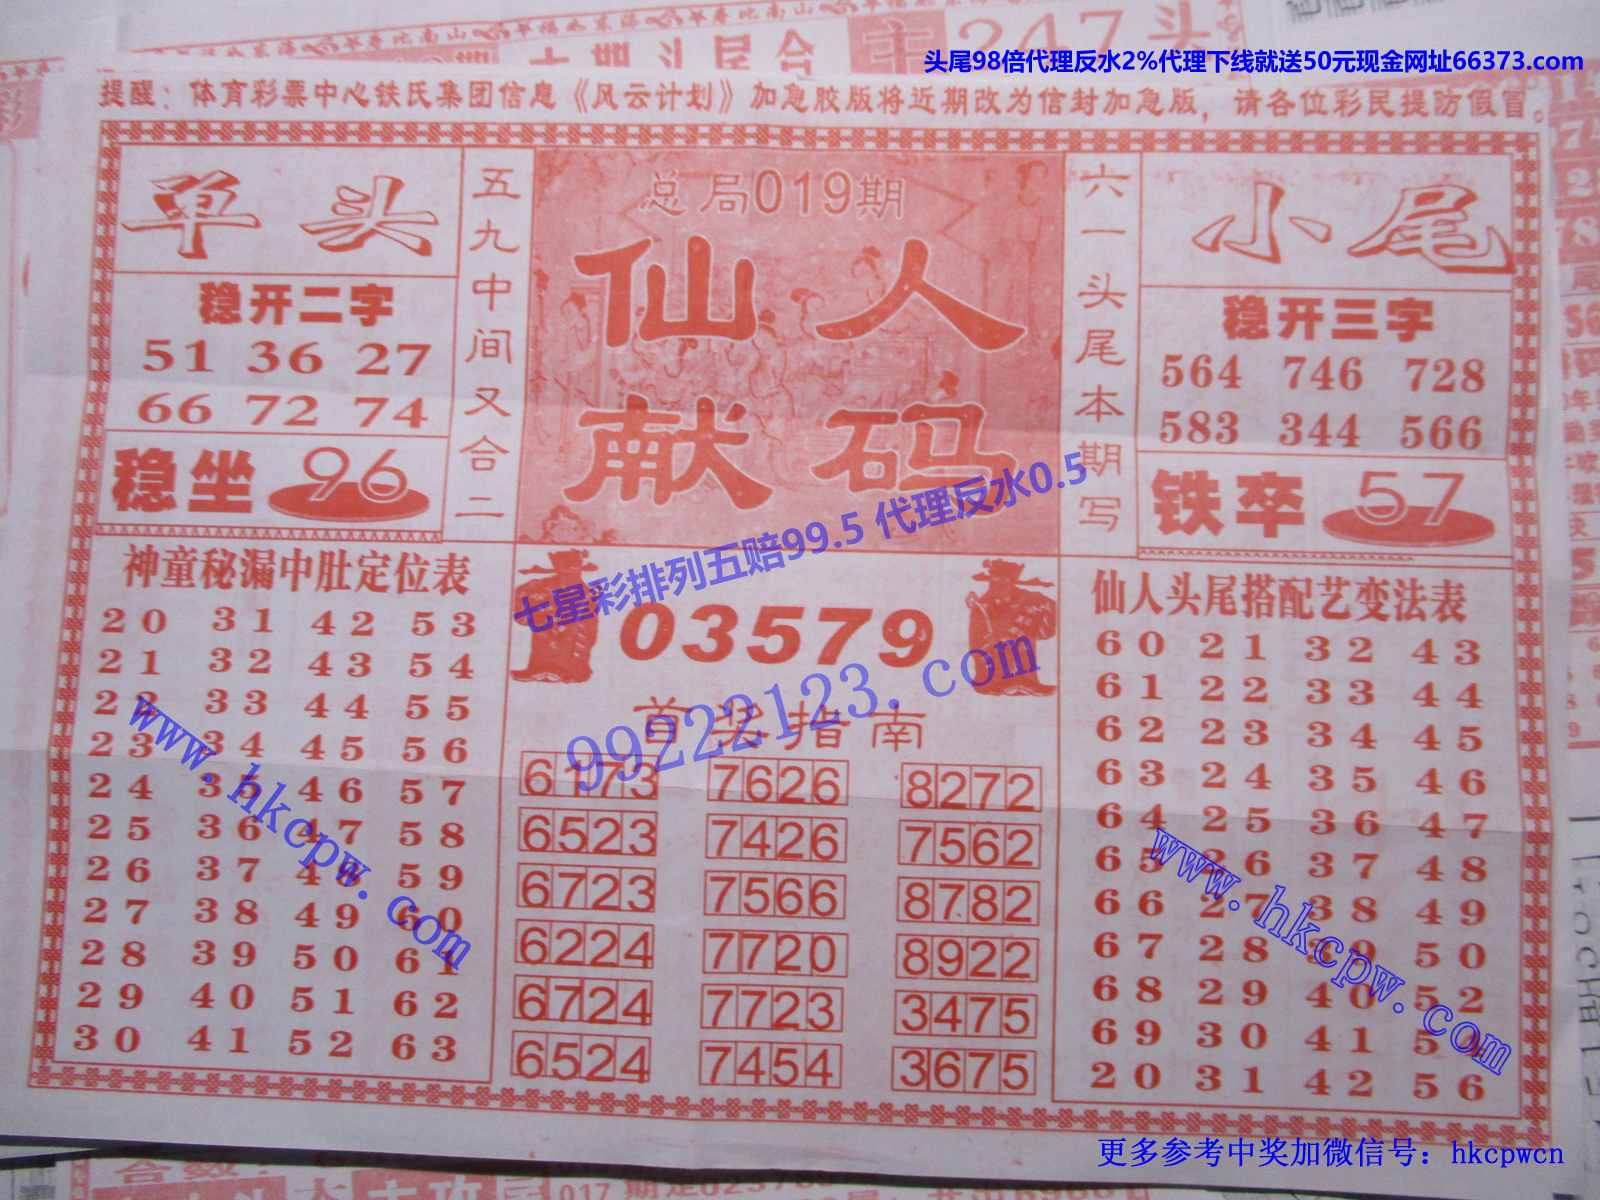 247头
头尾98倍代理反水2%代理下线就送50元现金网址66373.com
提醒：体育彩票中心铁氏集团信息《风云计划》加急胶版将近期改为信封加急版，请各位彩民提防假冒。
单头
稳开二字
51 36 27
66 72 74
稳坐 96
五九中间又合二
总局019期
仙人
献码
六一头尾本期写
小尾
稳开三字
564 746 728
583 344 566
铁卒 57
七星彩排列五赔99.5 代理反水0.5
神童秘漏中肚定位表
20 31 42 53
21 32 43 54
22 33 44 55
23 34 45 56
24 35 46 57
25 36 47 58
26 37 48 59
27 38 49 60
28 39 50 61
29 40 51 62
30 41 52 63
www.hkcpw.com
03579
99222123.com
首奖指南
6173 7626 8272
6523 7426 7562
6723 7566 8782
6224 7720 8922
6724 7723 3475
6524 7454 3675
仙人头尾搭配艺变法表
60 21 32 43
61 22 33 44
62 23 34 45
63 24 35 46
64 25 36 47
65 26 37 48
66 27 38 49
67 28 39 50
68 29 40 52
69 30 41 54
20 31 42 56
www.hkcpw.com
更多参考中奖加微信号：hkcpwcn